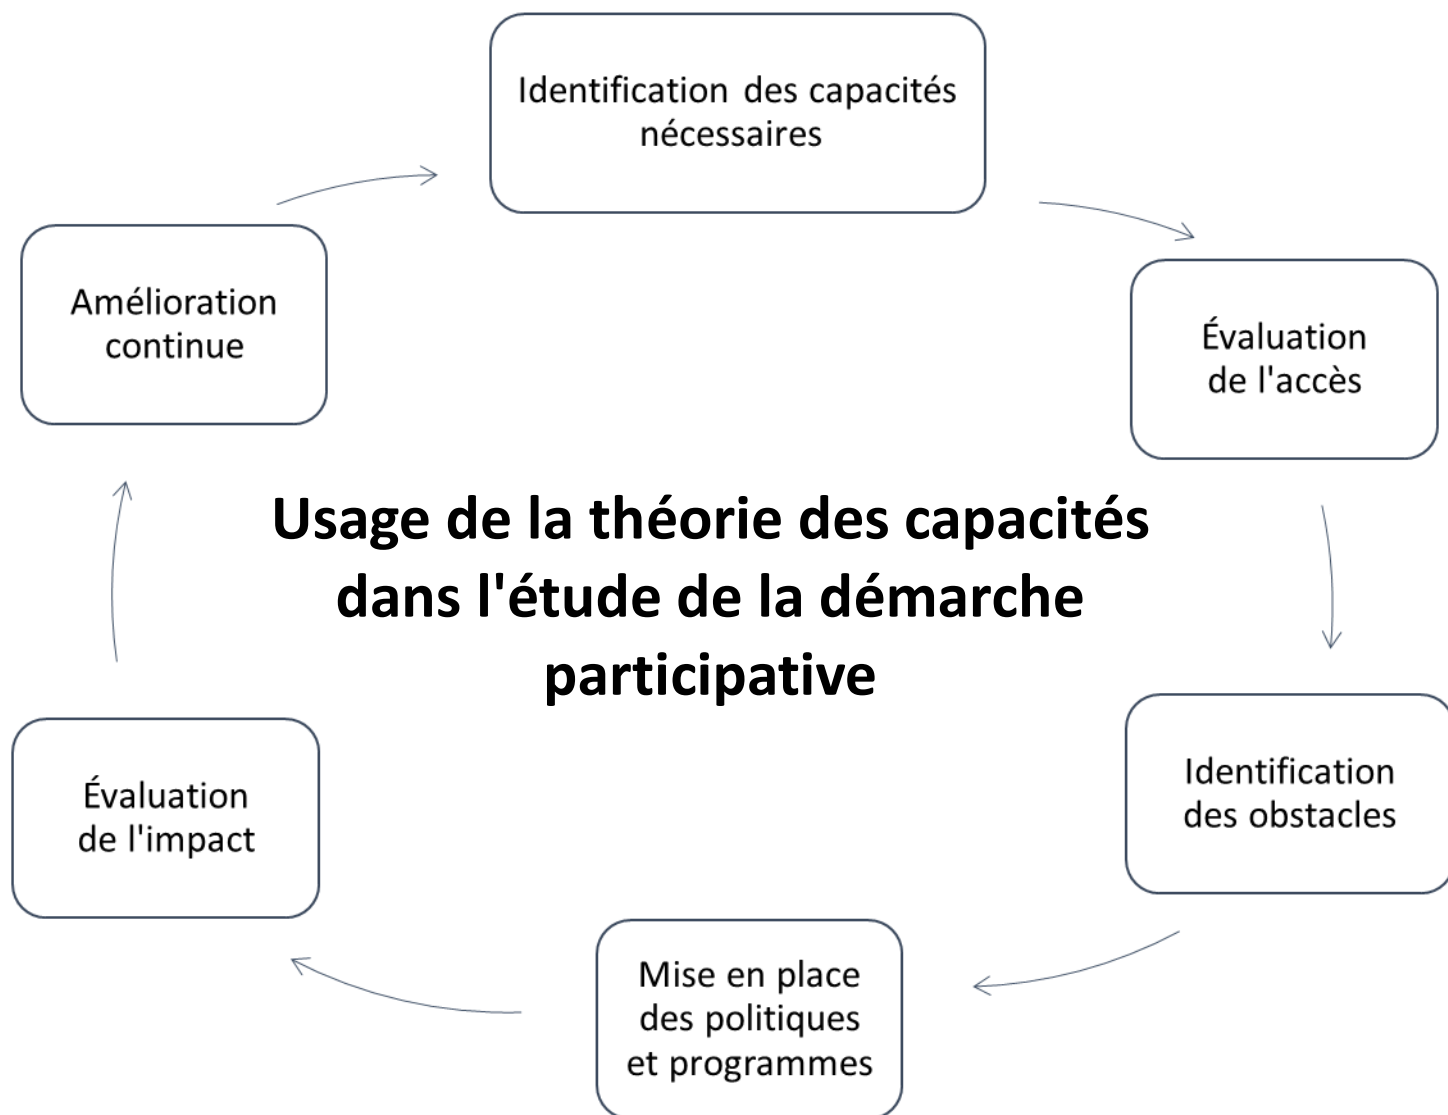 Identification des capacités
nécessaires
Évaluation
de l'accès
Identification
des obstacles
Mise en place
des politiques
et programmes
Évaluation
de l'impact
Amélioration
continue
Usage de la théorie des capacités
dans l'étude de la démarche
participative